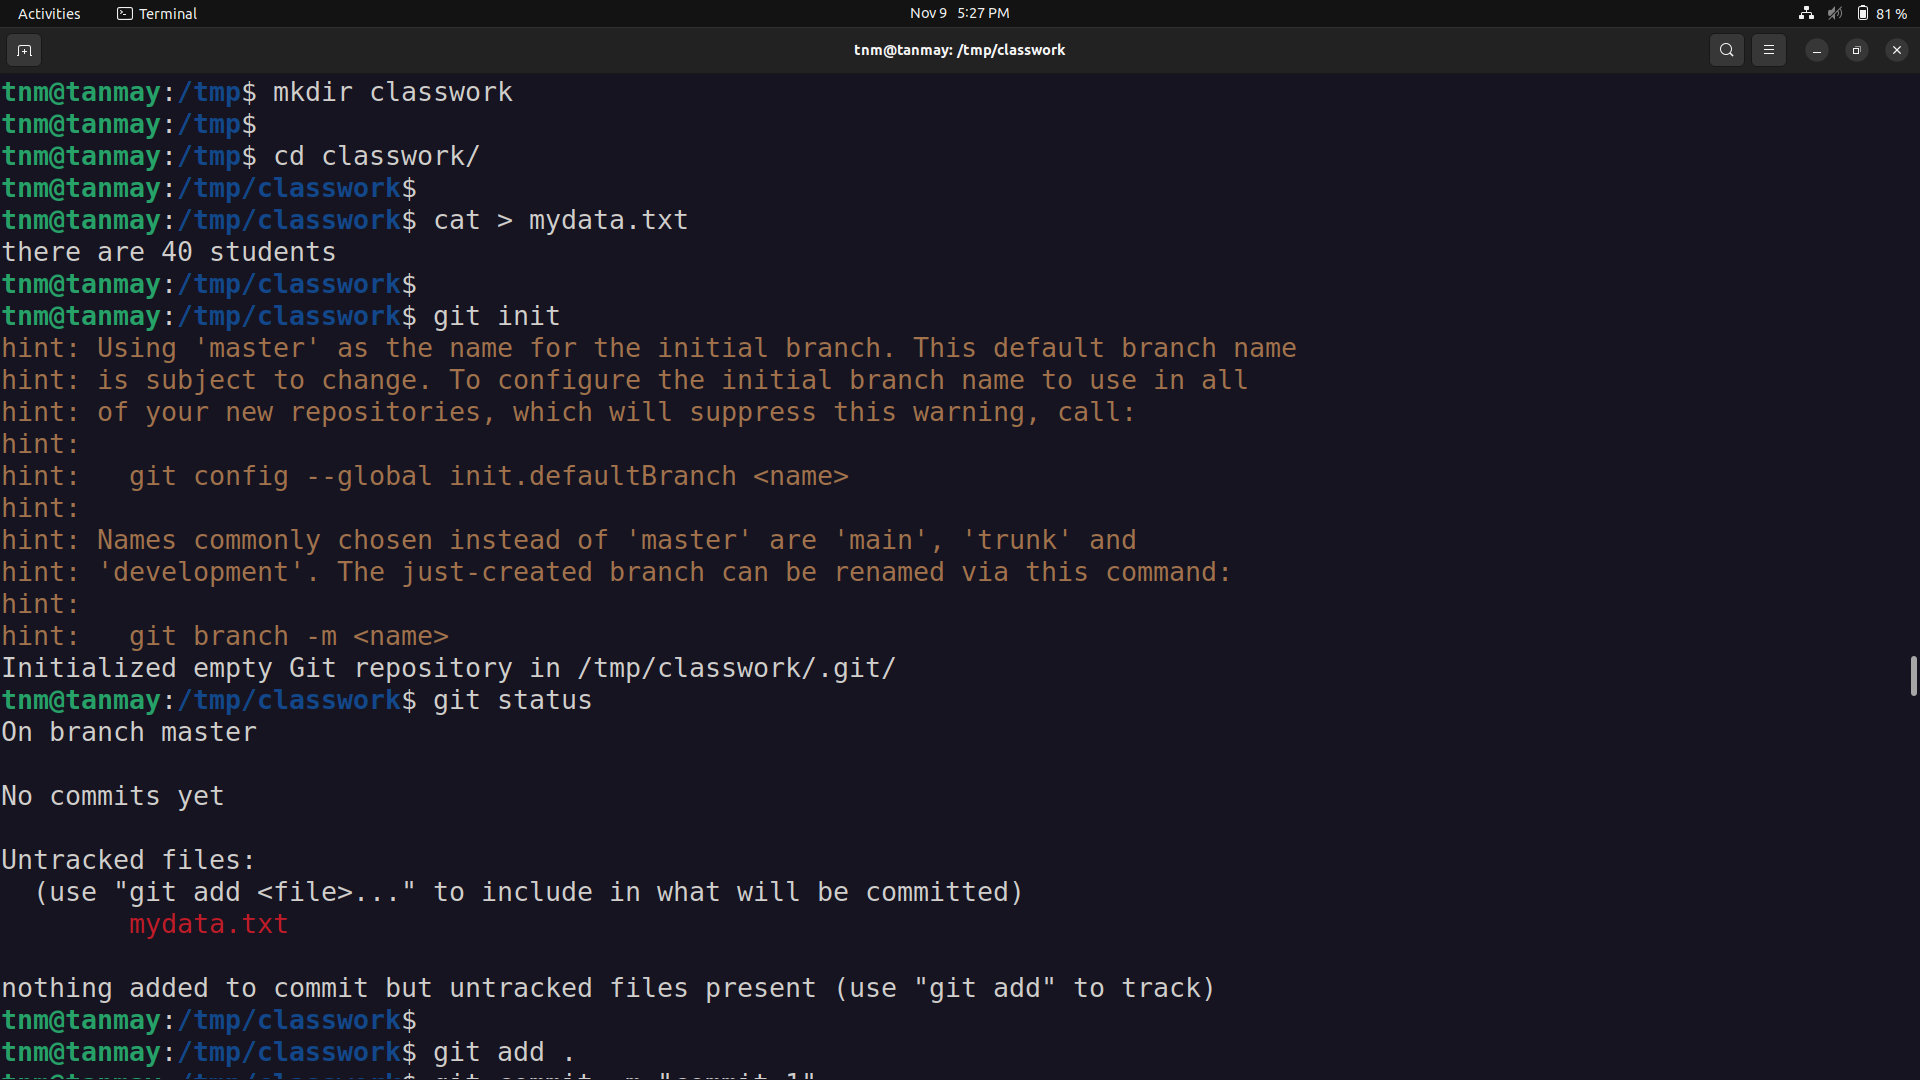 Activities Terminal Nov 9 5:27 PM 81 %
tnm@tanmay: /tmp/classwork
tnm@tanmay:/tmp$ mkdir classwork
tnm@tanmay:/tmp$
tnm@tanmay:/tmp$ cd classwork/
tnm@tanmay:/tmp/classwork$
tnm@tanmay:/tmp/classwork$ cat > mydata.txt
there are 40 students
tnm@tanmay:/tmp/classwork$
tnm@tanmay:/tmp/classwork$ git init
hint: Using 'master' as the name for the initial branch. This default branch name
hint: is subject to change. To configure the initial branch name to use in all
hint: of your new repositories, which will suppress this warning, call:
hint:
hint:   git config --global init.defaultBranch <name>
hint:
hint: Names commonly chosen instead of 'master' are 'main', 'trunk' and
hint: 'development'. The just-created branch can be renamed via this command:
hint:
hint:   git branch -m <name>
Initialized empty Git repository in /tmp/classwork/.git/
tnm@tanmay:/tmp/classwork$ git status
On branch master
No commits yet
Untracked files:
  (use "git add <file>..." to include in what will be committed)
        mydata.txt
nothing added to commit but untracked files present (use "git add" to track)
tnm@tanmay:/tmp/classwork$
tnm@tanmay:/tmp/classwork$ git add .
tnm@tanmay:/tmp/classwork$ git commit -m "commit 1"